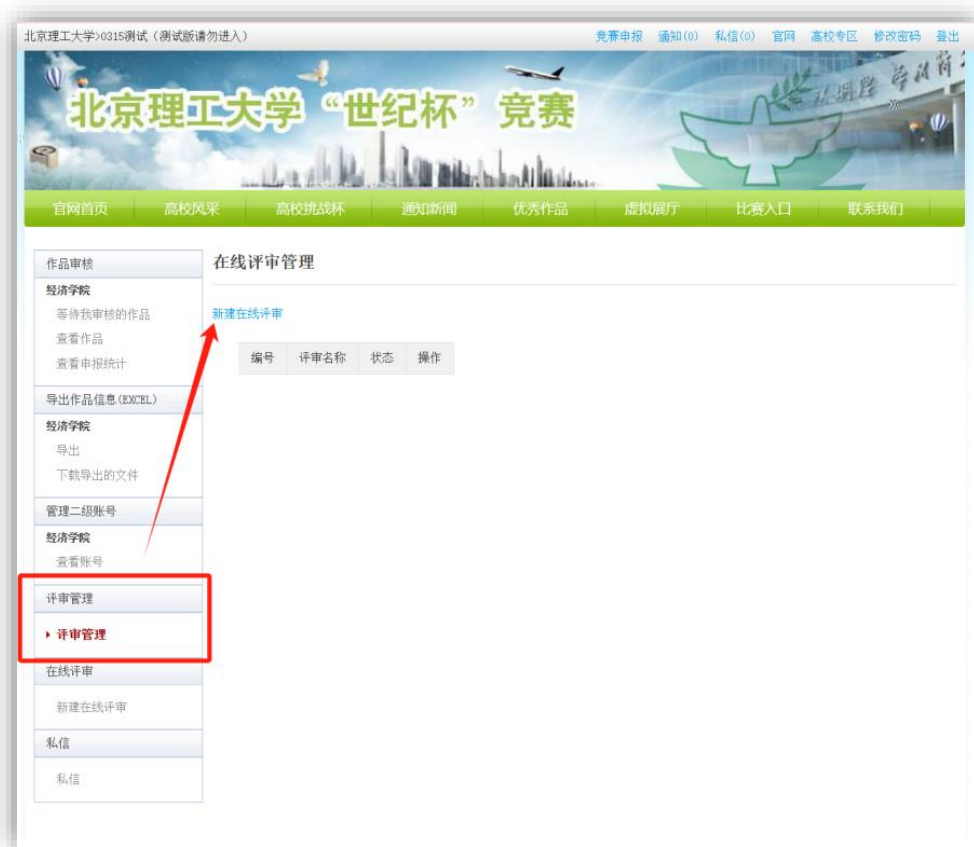 北京理工大学>0315测试（测试版请勿进入）
竞赛申报 通知(0) 私信(0) 官网 高校专区 修改密码 登出
北京理工大学“世纪杯”竞赛
官网首页 高校风采 高校挑战杯 通知新闻 优秀作品 虚拟展厅 比赛入口 联系我们
作品审核
经济学院
等待我审核的作品
查看作品
查看申报统计
导出作品信息(EXCEL)
经济学院
导出
下载导出的文件
管理二级账号
经济学院
查看账号
评审管理
评审管理
在线评审
新建在线评审
私信
私信
在线评审管理
新建在线评审
编号 评审名称 状态 操作